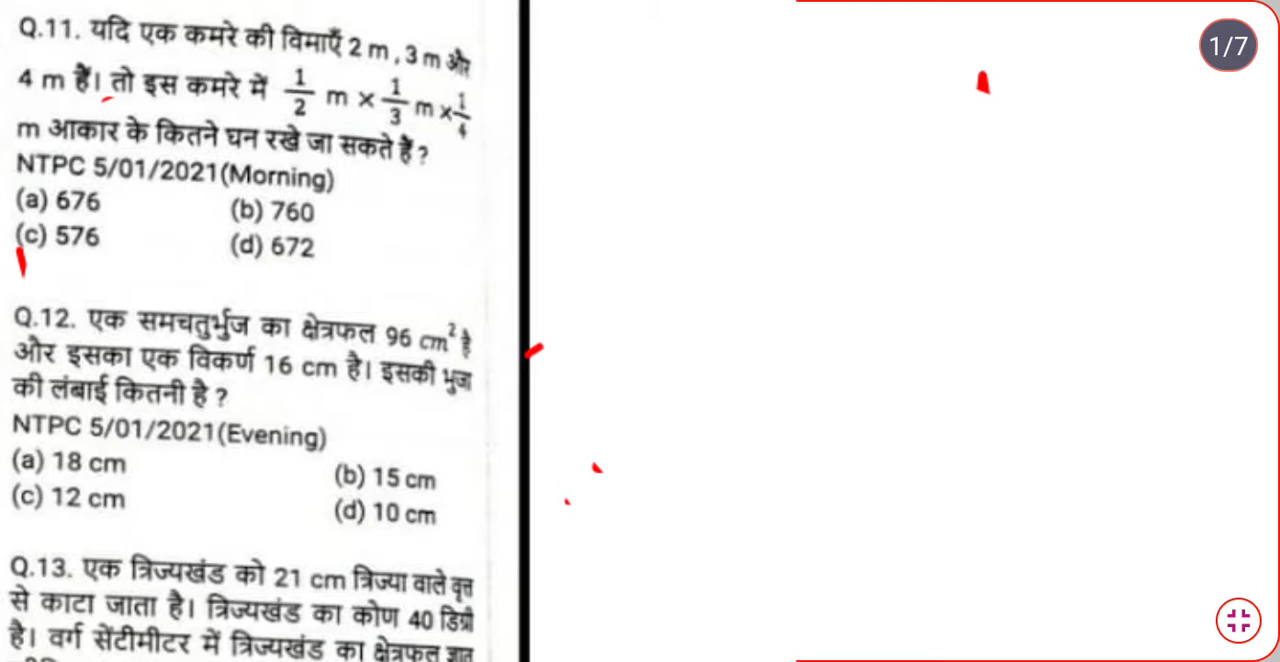 Q.11. यदि एक कमरे की विमाएँ 2 m , 3 m और
4 m हैं। तो इस कमरे में 1/2 m × 1/3 m × 1/4
m आकार के कितने घन रखे जा सकते हैं ?
NTPC 5/01/2021(Morning)
(a) 676 (b) 760
(c) 576 (d) 672
Q.12. एक समचतुर्भुज का क्षेत्रफल 96 cm² है
और इसका एक विकर्ण 16 cm है। इसकी भुजा
की लंबाई कितनी है ?
NTPC 5/01/2021(Evening)
(a) 18 cm (b) 15 cm
(c) 12 cm (d) 10 cm
Q.13. एक त्रिज्यखंड को 21 cm त्रिज्या वाले वृत्त
से काटा जाता है। त्रिज्यखंड का कोण 40 डिग्री
है। वर्ग सेंटीमीटर में त्रिज्यखंड का क्षेत्रफल ज्ञात
1/7